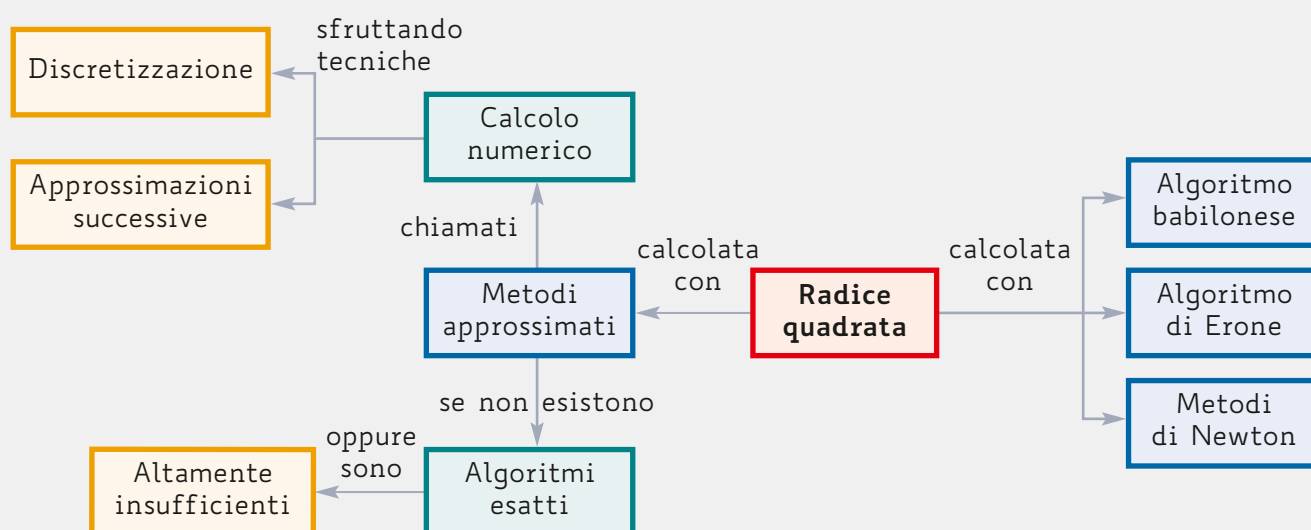 sfruttando
tecniche
Discretizzazione
Calcolo
numerico
Approssimazioni
successive
Algoritmo
babilonese
chiamati
calcolata
con
calcolata
con
Metodi
approssimati
Radice
quadrata
Algoritmo
di Erone
se non esistono
Metodi
di Newton
oppure
sono
Altamente
insufficienti
Algoritmi
esatti